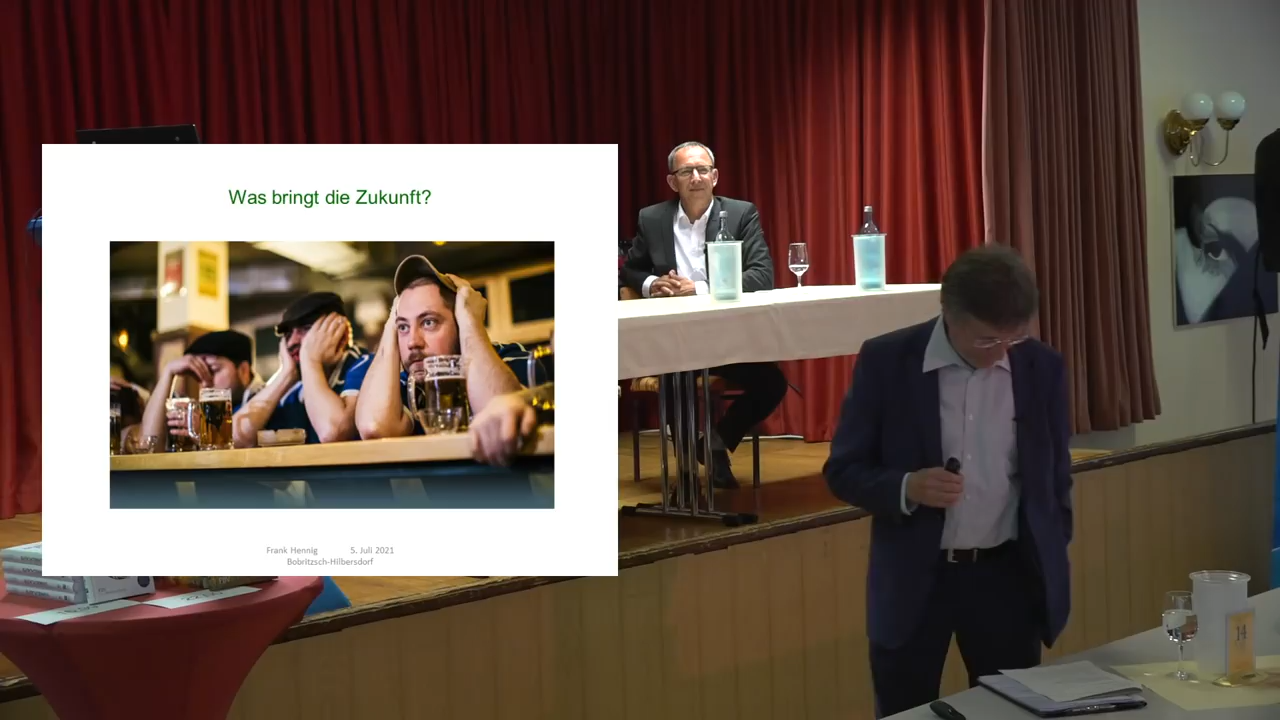 Was bringt die Zukunft?
Frank Hennig 5. Juli 2021
Bobritzsch-Hilbersdorf
14